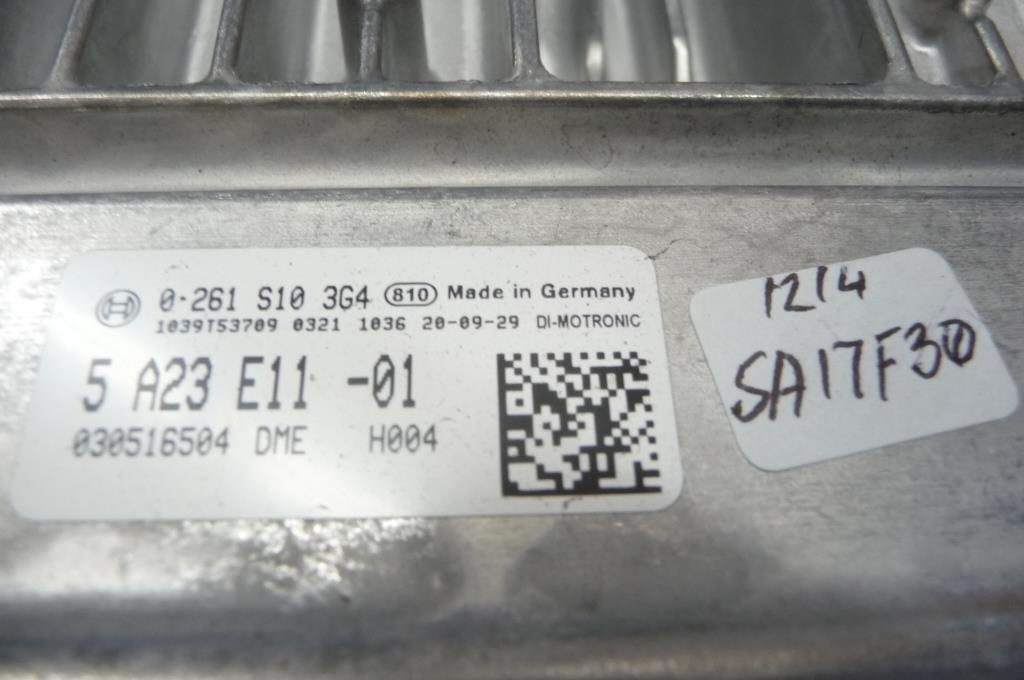 0·261 S10 3G4 810 Made in Germany
1039T53709 0321 1036 20-09-29 DI-MOTRONIC
5 A23 E11 -01
030516504 DME H004
1214
SA17F30